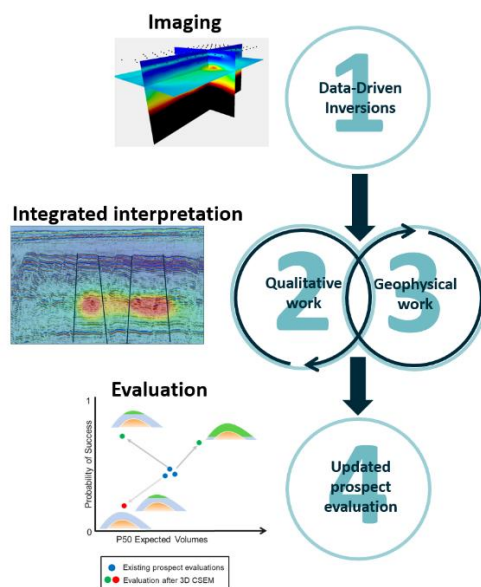 Imaging
1
Data-Driven
Inversions
Integrated interpretation
2
Qualitative
work
3
Geophysical
work
Evaluation
4
Updated
prospect
evaluation
1
Probability of Success
0
P50 Expected Volumes
Existing prospect evaluations
Evaluation after 3D CSEM